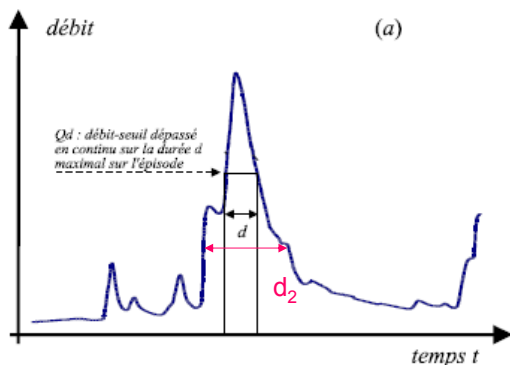 débit
(a)
Qd : débit-seuil dépassé
en continu sur la durée d
maximal sur l'épisode
d
d2
temps t